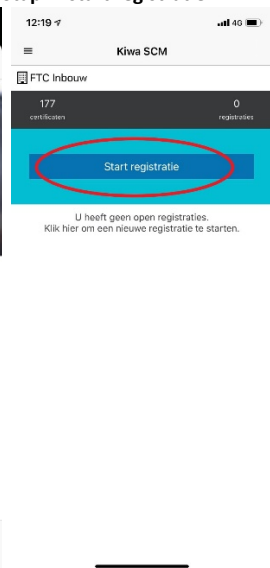 12:19
4G
Kiwa SCM
FTC Inbouw
177
0
certificaten
registraties
Start registratie
U heeft geen open registraties.
Klik hier om een nieuwe registratie te starten.